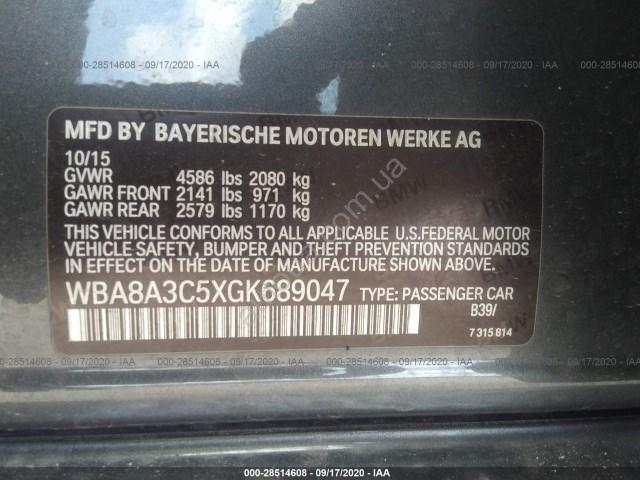 000-28514608 - 09/17/2020 - IAA
MFD BY BAYERISCHE MOTOREN WERKE AG
10/15
GVWR 4586 lbs 2080 kg
GAWR FRONT 2141 lbs 971 kg
GAWR REAR 2579 lbs 1170 kg
THIS VEHICLE CONFORMS TO ALL APPLICABLE U.S.FEDERAL MOTOR
VEHICLE SAFETY, BUMPER AND THEFT PREVENTION STANDARDS
IN EFFECT ON THE DATE OF MANUFACTURE SHOWN ABOVE.
WBA8A3C5XGK689047 TYPE: PASSENGER CAR
B39/
7 315 814
000-28514608 - 09/17/2020 - IAA